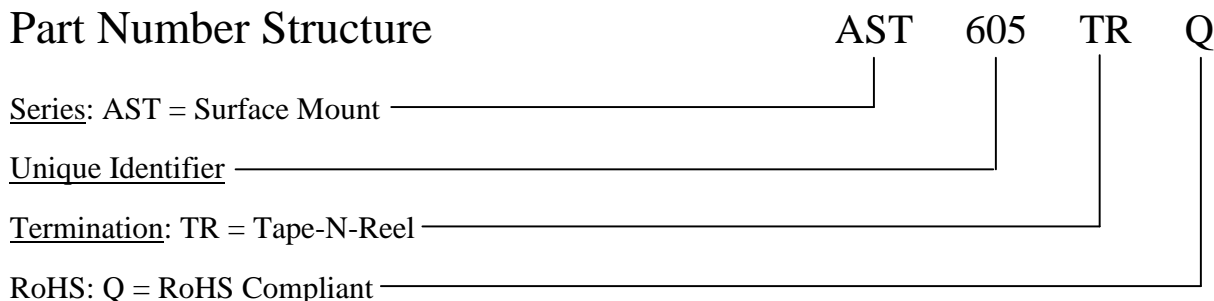 Part Number Structure AST 605 TR Q
Series: AST = Surface Mount
Unique Identifier
Termination: TR = Tape-N-Reel
RoHS: Q = RoHS Compliant